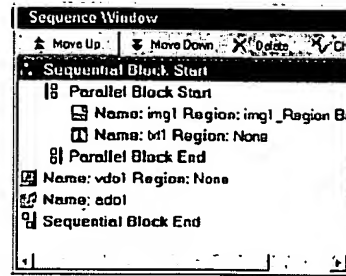 Sequence Window
Move Up Move Down Delete Ch
Sequential Block Start
Parallel Block Start
Name: img1 Region: img1_Region B
Name: txt1 Region: None
Parallel Block End
Name: vdo1 Region: None
Name: ado1
Sequential Block End